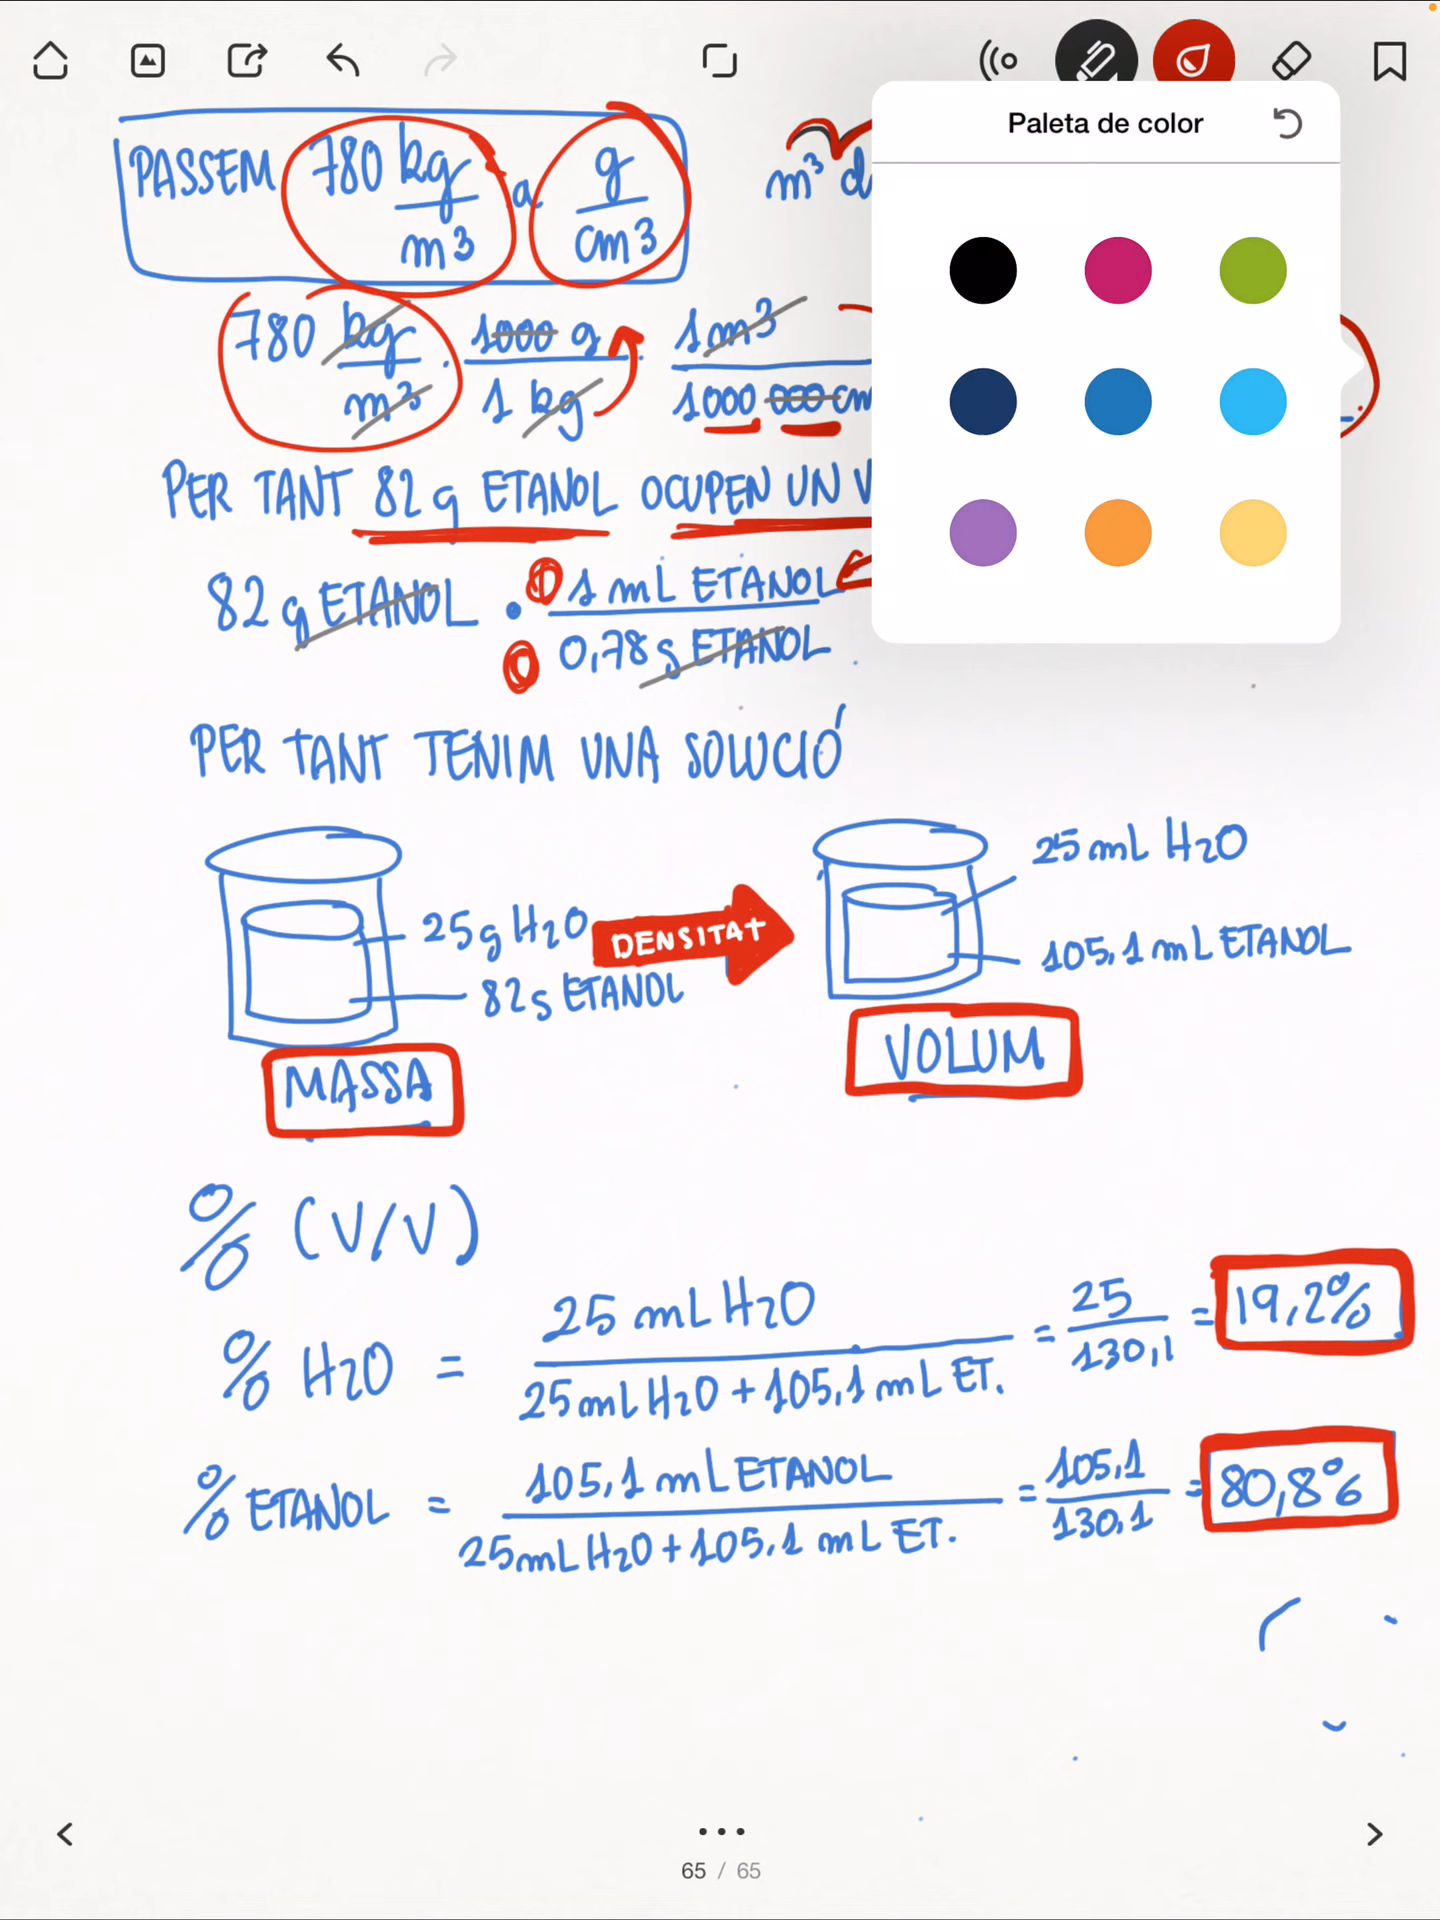 Paleta de color
PASSEM 780 kg/m³ a g/cm³
m³ d
780 kg/m³ · 1000 g/1 kg · 1m³/1000 000 cm
PER TANT 82 g ETANOL OCUPEN UN V
82 g ETANOL · 1 mL ETANOL/0,78 g ETANOL
PER TANT TENIM UNA SOLUCIÓ
25 g H2O
82 g ETANOL
MASSA
DENSITAT
25 mL H2O
105,1 mL ETANOL
VOLUM
% (V/V)
% H2O = 25 mL H2O/25 mL H2O + 105,1 mL ET. = 25/130,1 = 19,2%
% ETANOL = 105,1 mL ETANOL/25 mL H2O + 105,1 mL ET. = 105,1/130,1 = 80,8%
65 / 65